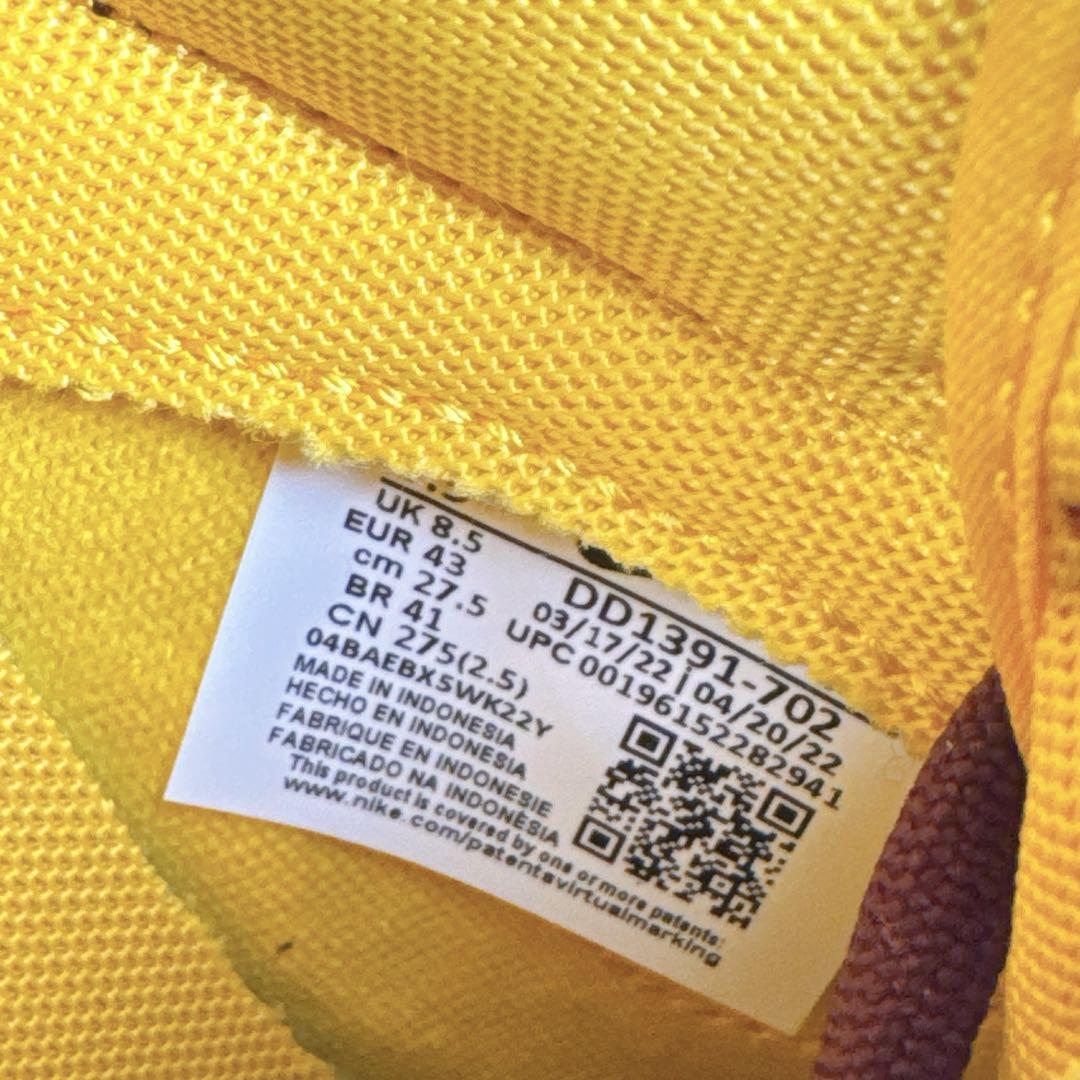 UK 8.5
EUR 43
cm 27.5
BR 41
CN 275(2.5)
04BAEBX5WK22Y
MADE IN INDONESIA
HECHO EN INDONESIA
FABRIQUE EN INDONESIE
FABRICADO NA INDONÉSIA
This product is covered by one or more patents:
www.nike.com/patentsvirtualmarking
DD1391-702
03/17/22 | 04/20/22
UPC 00196152282941